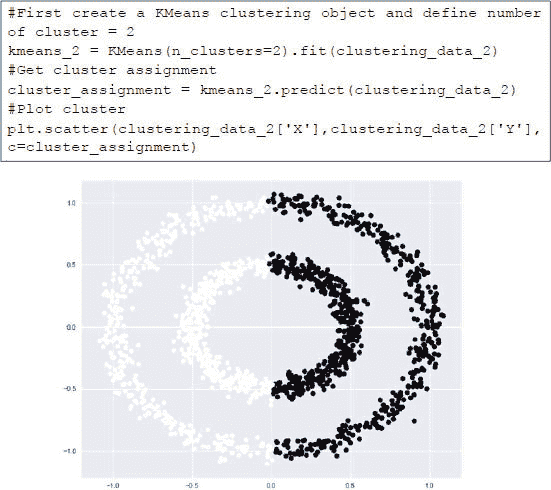 #First create a KMeans clustering object and define number
of cluster = 2
kmeans_2 = KMeans(n_clusters=2).fit(clustering_data_2)
#Get cluster assignment
cluster_assignment = kmeans_2.predict(clustering_data_2)
#Plot cluster
plt.scatter(clustering_data_2['X'],clustering_data_2['Y'],
c=cluster_assignment)
1.0
0.5
0.0
-0.5
-1.0
-1.0 -0.5 0.0 0.5 1.0